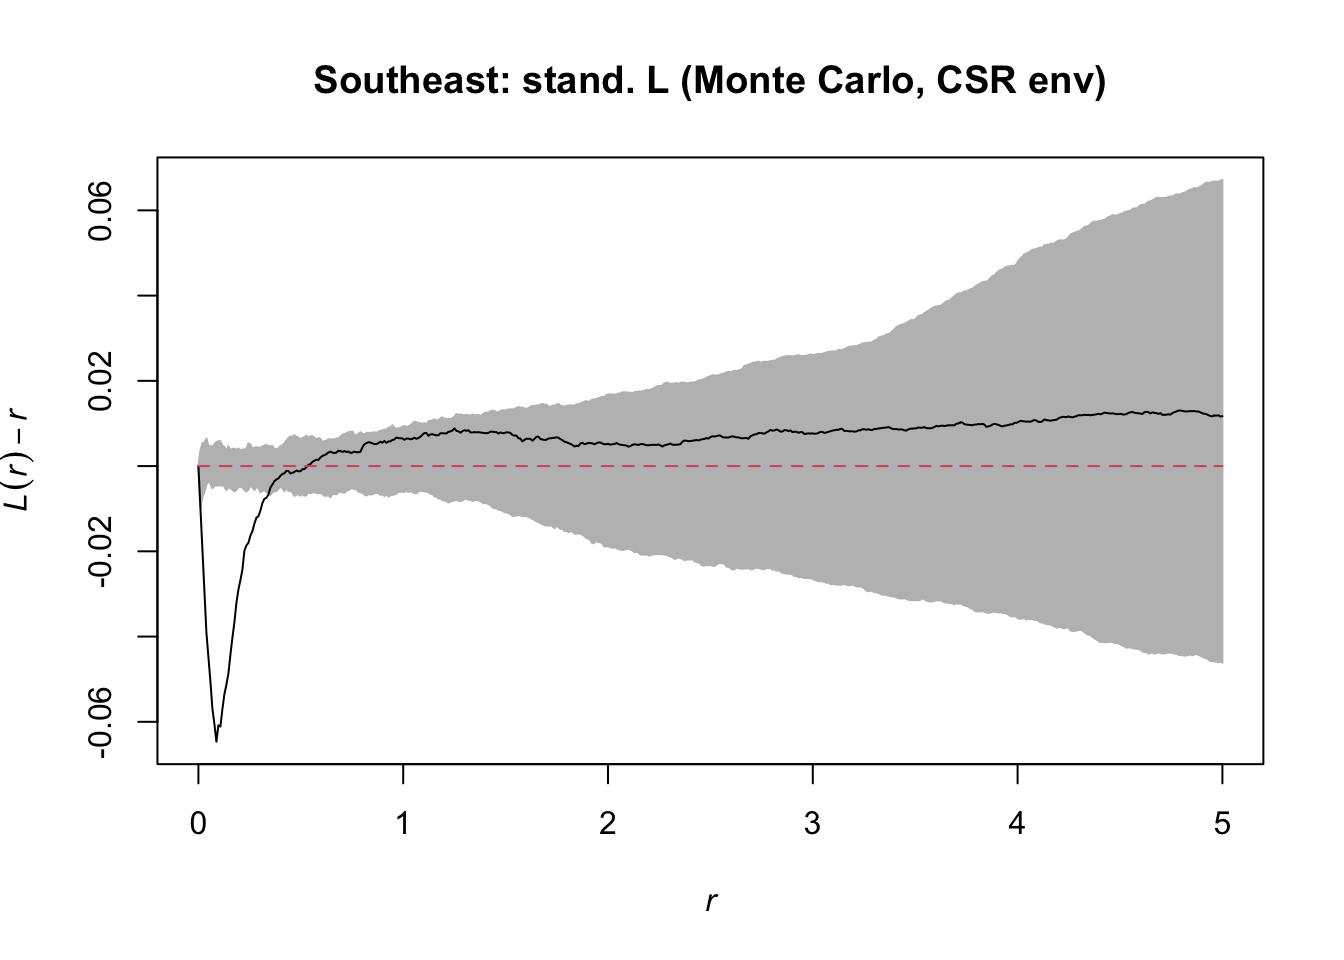 Southeast: stand. L (Monte Carlo, CSR env)
L(r) – r
0.06
0.02
-0.02
-0.06
0 1 2 3 4 5
r